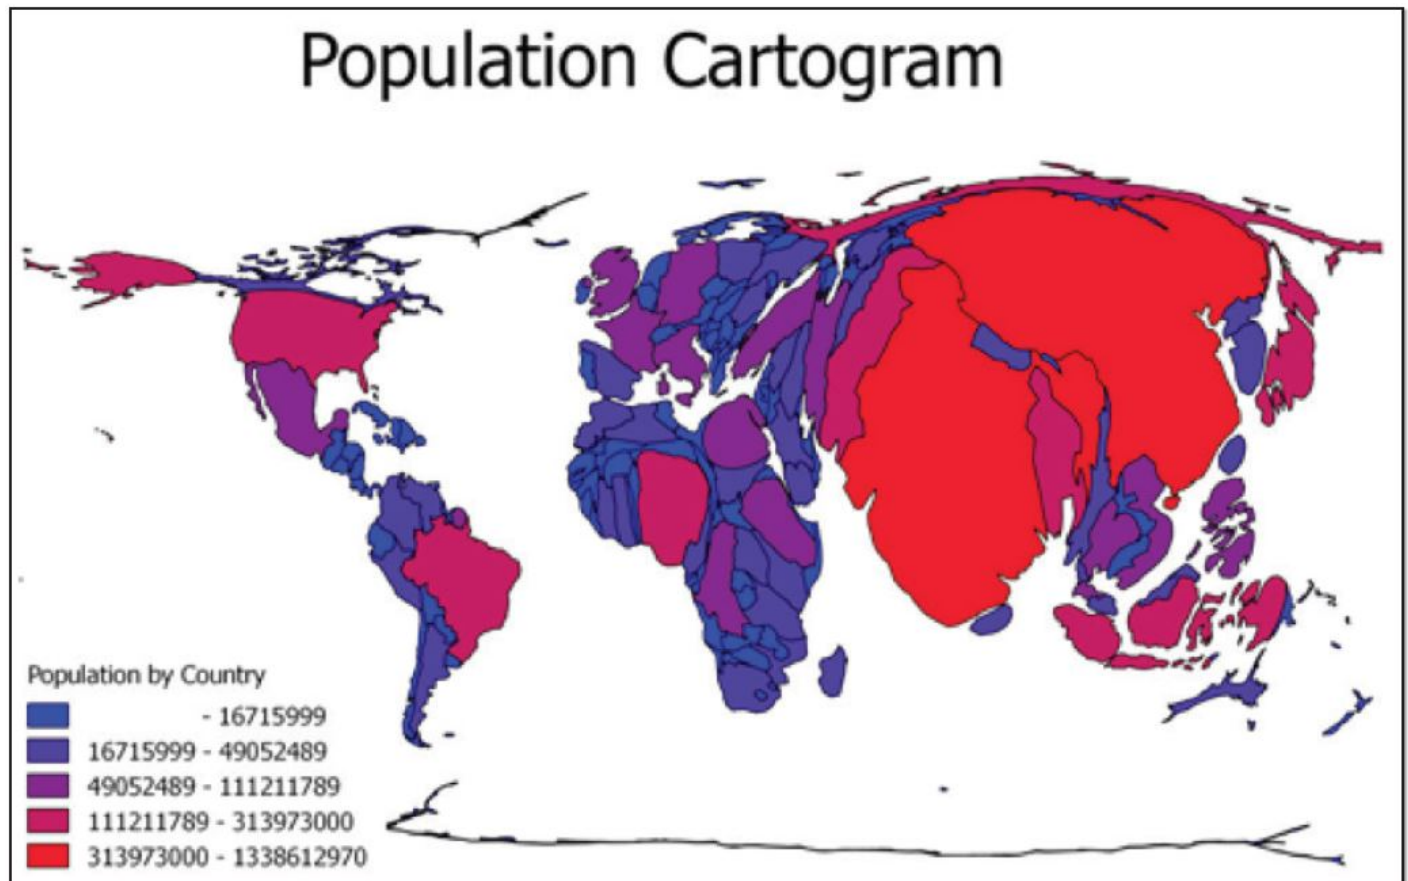 Population Cartogram
Population by Country
- 16715999
16715999 - 49052489
49052489 - 111211789
111211789 - 313973000
313973000 - 1338612970